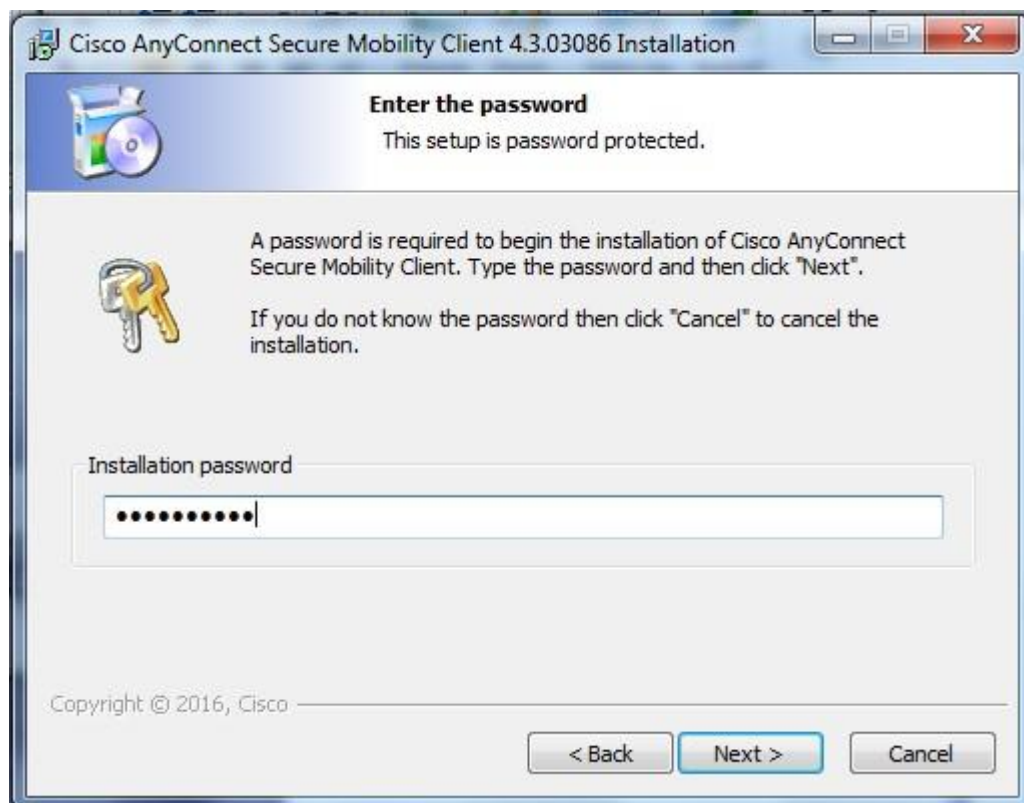 Cisco AnyConnect Secure Mobility Client 4.3.03086 Installation
Enter the password
This setup is password protected.
A password is required to begin the installation of Cisco AnyConnect
Secure Mobility Client. Type the password and then click "Next".
If you do not know the password then click "Cancel" to cancel the
installation.
Installation password
••••••••••
Copyright © 2016, Cisco
< Back Next > Cancel